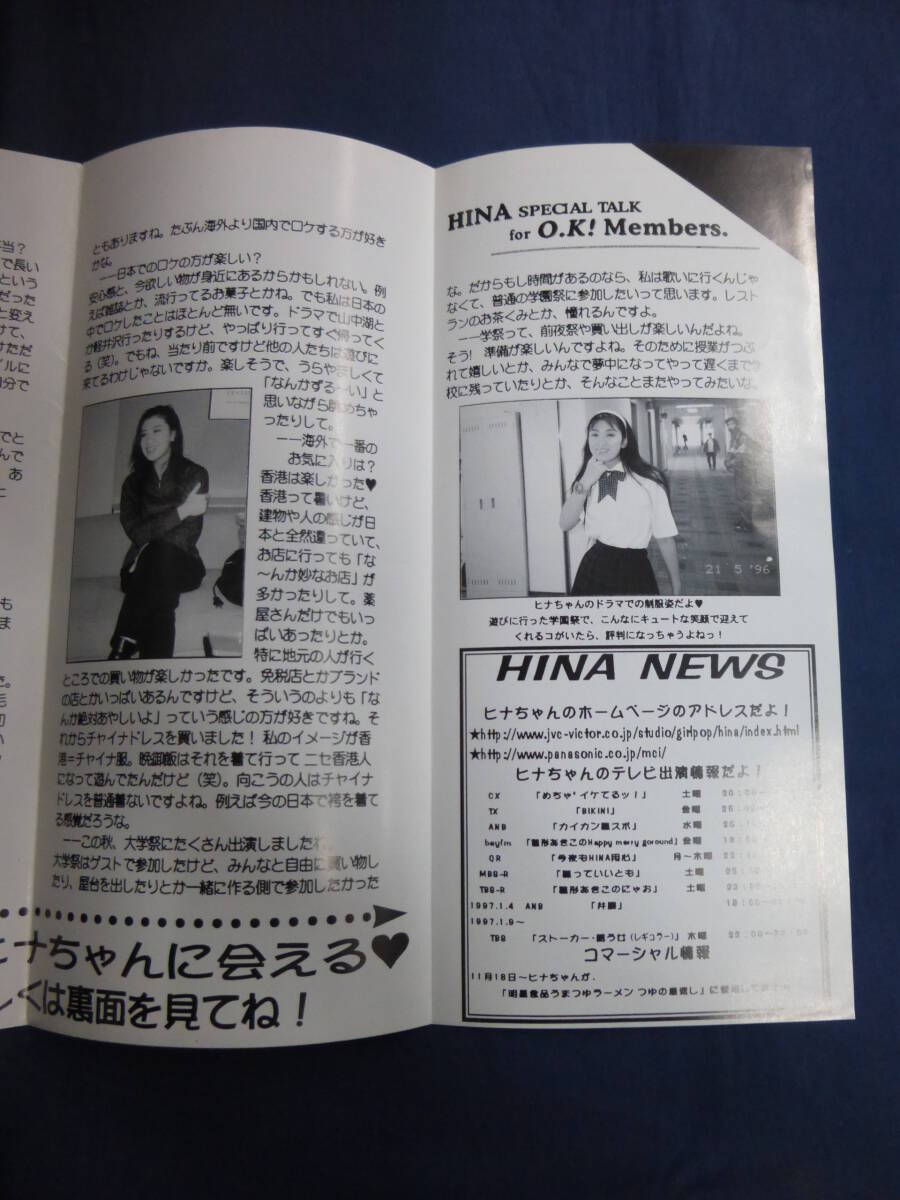 ともありますね。たぶん海外より国内でロケする方が好き
かな。
――日本でのロケの方が楽しい？
安心感と、今欲しい物が身近にあるからかもしれない。例
えば雑誌とか、流行ってるお菓子とかね。でも私は日本の
中でロケしたことはほとんど無いです。ドラマで山中湖と
か軽井沢行ったりするけど、やっぱり行ってすぐ帰ってく
る（笑）。でもね、当たり前ですけど他の人たちは遊びに
来てるわけじゃないですか。楽しそうで、うらやましくて
「なんかずる〜い」と
思いながら眺めちゃ
ったりして。
――海外で一番の
お気に入りは？
香港は楽しかった♥
香港って暑いけど、
建物や人の感じが日
本と全然違っていて、
お店に行っても「な
〜んか妙なお店」が
多かったりして。薬
屋さんだけでもいっ
ぱいあったりとか。
特に地元の人が行く
ところでの買い物が楽しかったです。免税店とかブランド
の店とかいっぱいあるんですけど、そういうのよりも「な
んか絶対あやしいよ」っていう感じの方が好きですね。そ
れからチャイナドレスを買いました！ 私のイメージが香
港＝チャイナ服。晩御飯はそれを着て行って ニセ香港人
になって遊んでたんだけど（笑）。向こうの人はチャイナ
ドレスを普通着ないですよね。例えば今の日本で袴を着て
る感覚だろうな。
――この秋、大学祭にたくさん出演しましたね。
大学祭はゲストで参加したけど、みんなと自由に買い物し
たり、屋台を出したりとか一緒に作る側で参加したかった
ヒナちゃんに会える♥
しくは裏面を見てね！
HINA SPECIAL TALK
for O.K! Members.
な。だからもし時間があるのなら、私は歌いに行くんじゃ
なくて、普通の学園祭に参加したいって思います。レスト
ランのお茶くみとか、憧れるんですよ。
――学祭って、前夜祭や買い出しが楽しいんだよね。
そう！ 準備が楽しいんですよね。そのために授業がつぶ
れて嬉しいとか、みんなで夢中になってやって遅くまで学
校に残っていたりとか、そんなことまたやってみたいな。
21 5 '96
ヒナちゃんのドラマでの制服姿だよ♥
遊びに行った学園祭で、こんなにキュートな笑顔で迎えて
くれるコがいたら、評判になっちゃうよねっ！
HINA NEWS
ヒナちゃんのホームページのアドレスだよ！
★http://www.jvc-victor.co.jp/studio/girlpop/hina/index.html
★http://www.panasonic.co.jp/mci/
ヒナちゃんのテレビ出演情報だよ！
CX 「めちゃ²イケてるッ！」 土曜
TX 「BIKINI」 金曜
ANB 「カイカン麗スポ」 水曜
bayfm 「雛形あきこのHappy merry goround」 金曜
QR 「今夜もHINA用心」 月〜木曜
MBS-R 「雛っていいとも」 土曜
TBS-R 「雛形あきこのにゃお」 土曜
1997.1.4 ANB
1997.1.9〜
TBS 「ストーカー・誘う女（レギュラー）」 木曜
コマーシャル情報
11月18日〜ヒナちゃんが、
「明星食品うまつゆラーメン つゆの恩返し」に